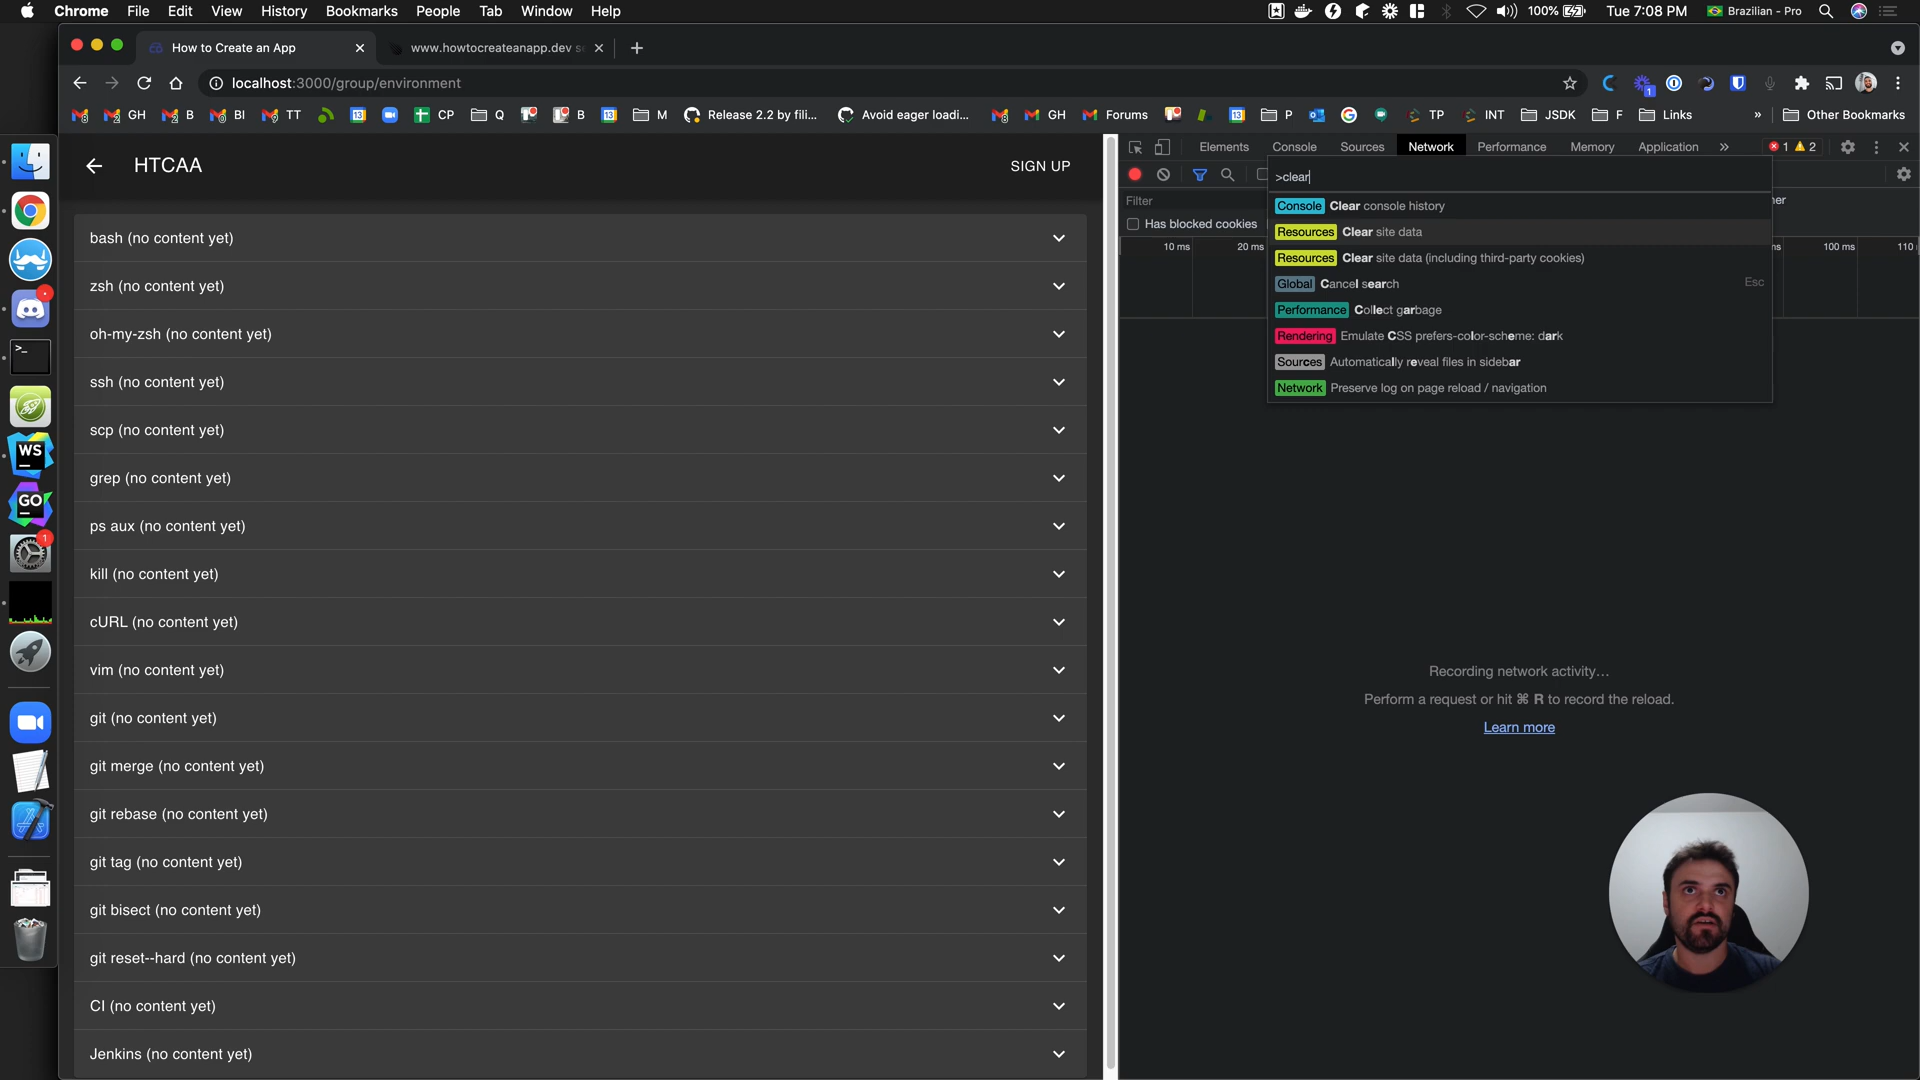 Chrome File Edit View History Bookmarks People Tab Window Help 100% Tue 7:08 PM Brazilian - Pro
How to Create an App
www.howtocreateanapp.dev s
localhost:3000/group/environment
1
GH B BI TT 13 CP Q B 13 M Release 2.2 by fili... Avoid eager loadi... GH Forums 13 P TP INT JSDK F Links » Other Bookmarks
HTCAA
SIGN UP
bash (no content yet)
zsh (no content yet)
oh-my-zsh (no content yet)
ssh (no content yet)
scp (no content yet)
grep (no content yet)
ps aux (no content yet)
kill (no content yet)
cURL (no content yet)
vim (no content yet)
git (no content yet)
git merge (no content yet)
git rebase (no content yet)
git tag (no content yet)
git bisect (no content yet)
git reset--hard (no content yet)
CI (no content yet)
Jenkins (no content yet)
Elements Console Sources Network Performance Memory Application » 1 2
>clear
Filter
Has blocked cookies
10 ms 20 ms 100 ms 110
Console Clear console history
Resources Clear site data
Resources Clear site data (including third-party cookies)
Global Cancel search Esc
Performance Collect garbage
Rendering Emulate CSS prefers-color-scheme: dark
Sources Automatically reveal files in sidebar
Network Preserve log on page reload / navigation
Recording network activity…
Perform a request or hit ⌘ R to record the reload.
Learn more
>_
WS
GO
1